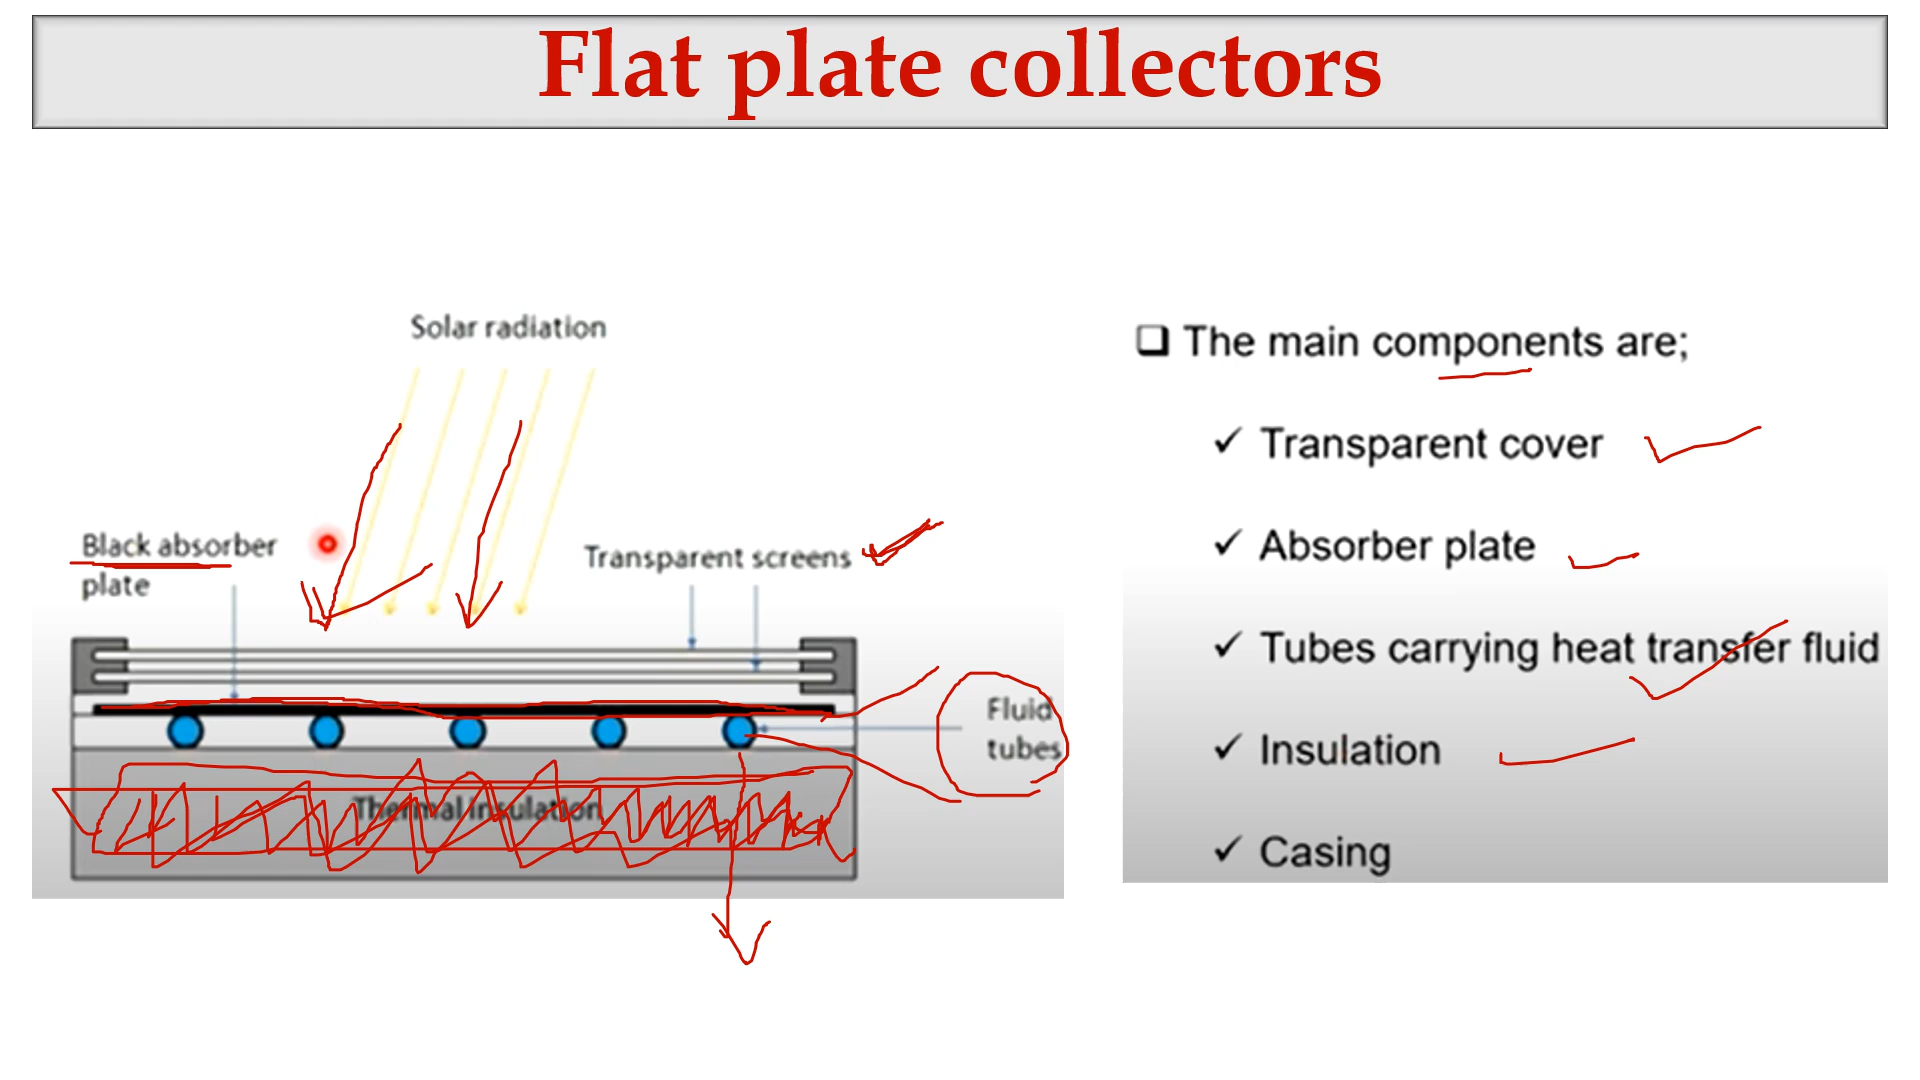 Flat plate collectors
Solar radiation
Black absorber
plate
Transparent screens
Fluid
tubes
Thermal insulation
The main components are;
Transparent cover
Absorber plate
Tubes carrying heat transfer fluid
Insulation
Casing